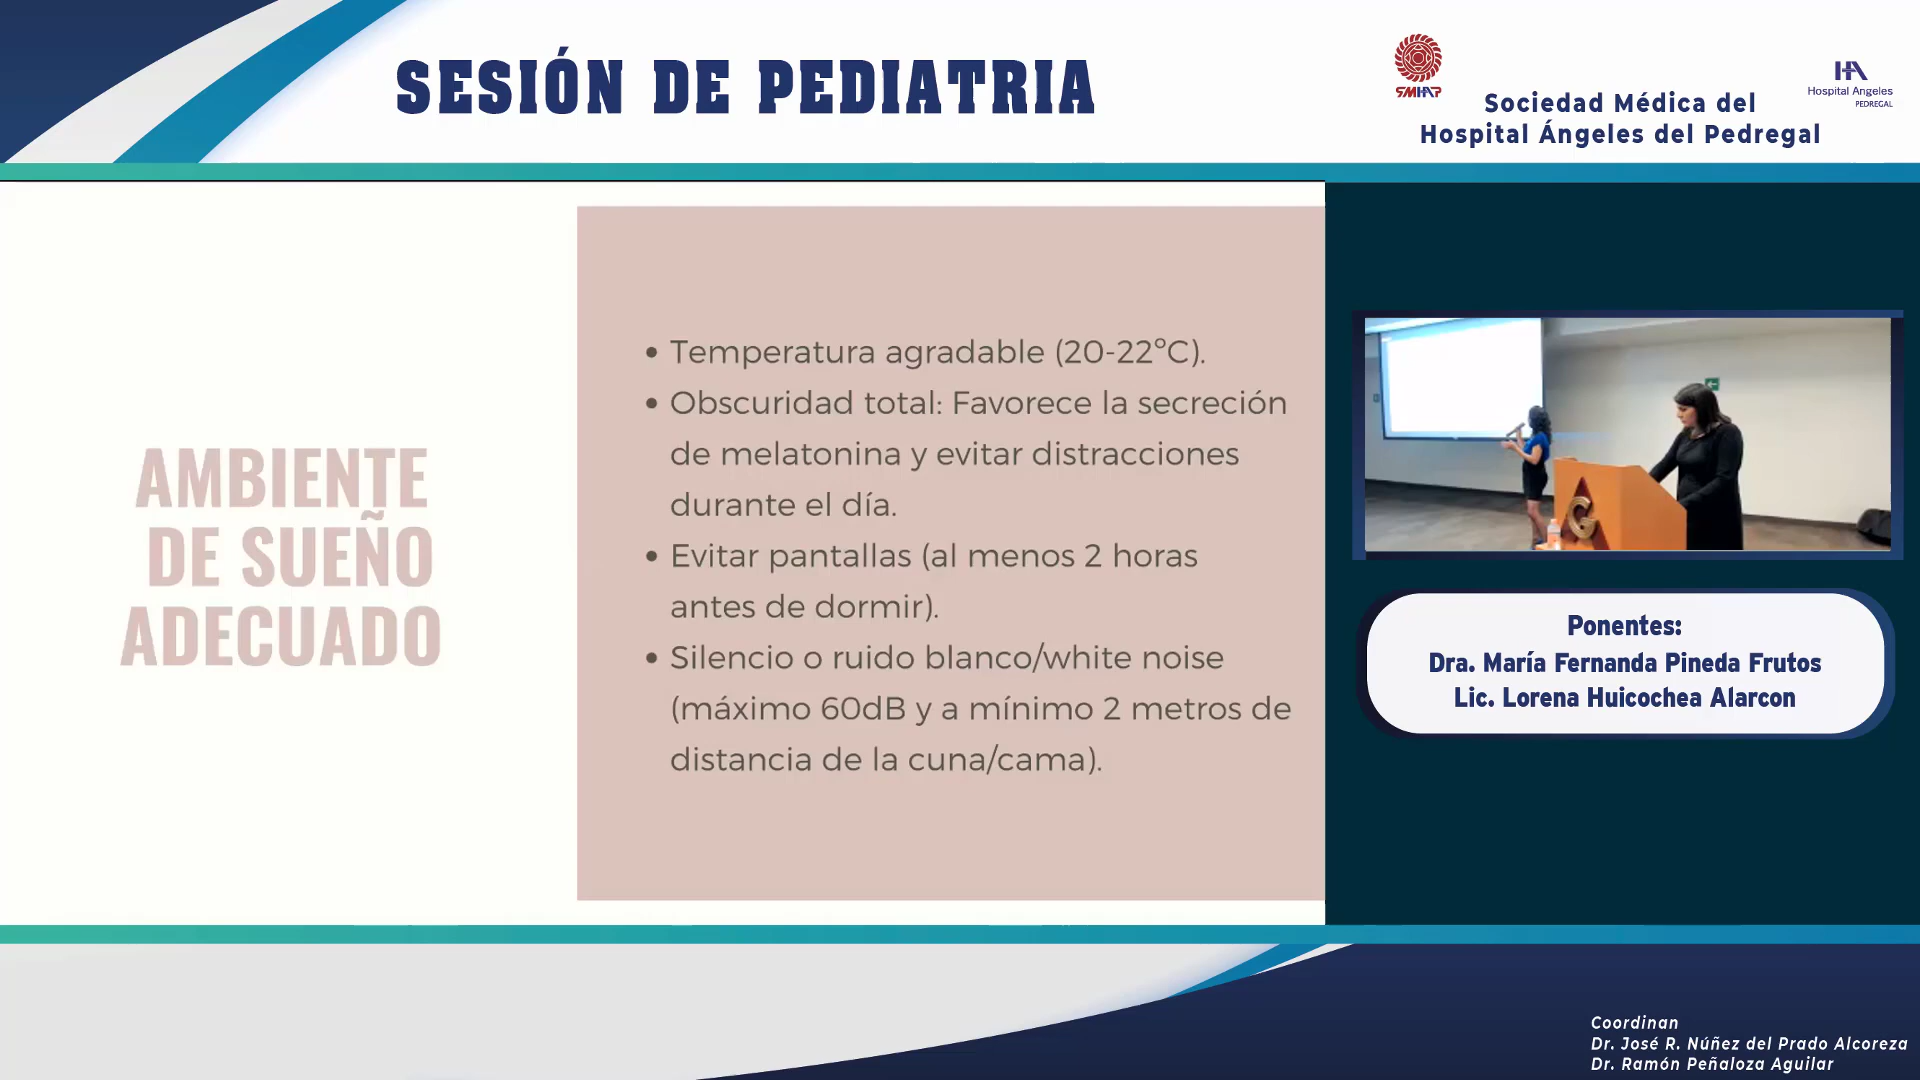 SESIÓN DE PEDIATRIA
SMHAP
Sociedad Médica del
Hospital Ángeles del Pedregal
HA
Hospital Angeles
PEDREGAL
AMBIENTE
DE SUEÑO
ADECUADO
• Temperatura agradable (20-22°C).
• Obscuridad total: Favorece la secreción
de melatonina y evitar distracciones
durante el día.
• Evitar pantallas (al menos 2 horas
antes de dormir).
• Silencio o ruido blanco/white noise
(máximo 60dB y a mínimo 2 metros de
distancia de la cuna/cama).
Ponentes:
Dra. María Fernanda Pineda Frutos
Lic. Lorena Huicochea Alarcon
Coordinan
Dr. José R. Núñez del Prado Alcoreza
Dr. Ramón Peñaloza Aguilar